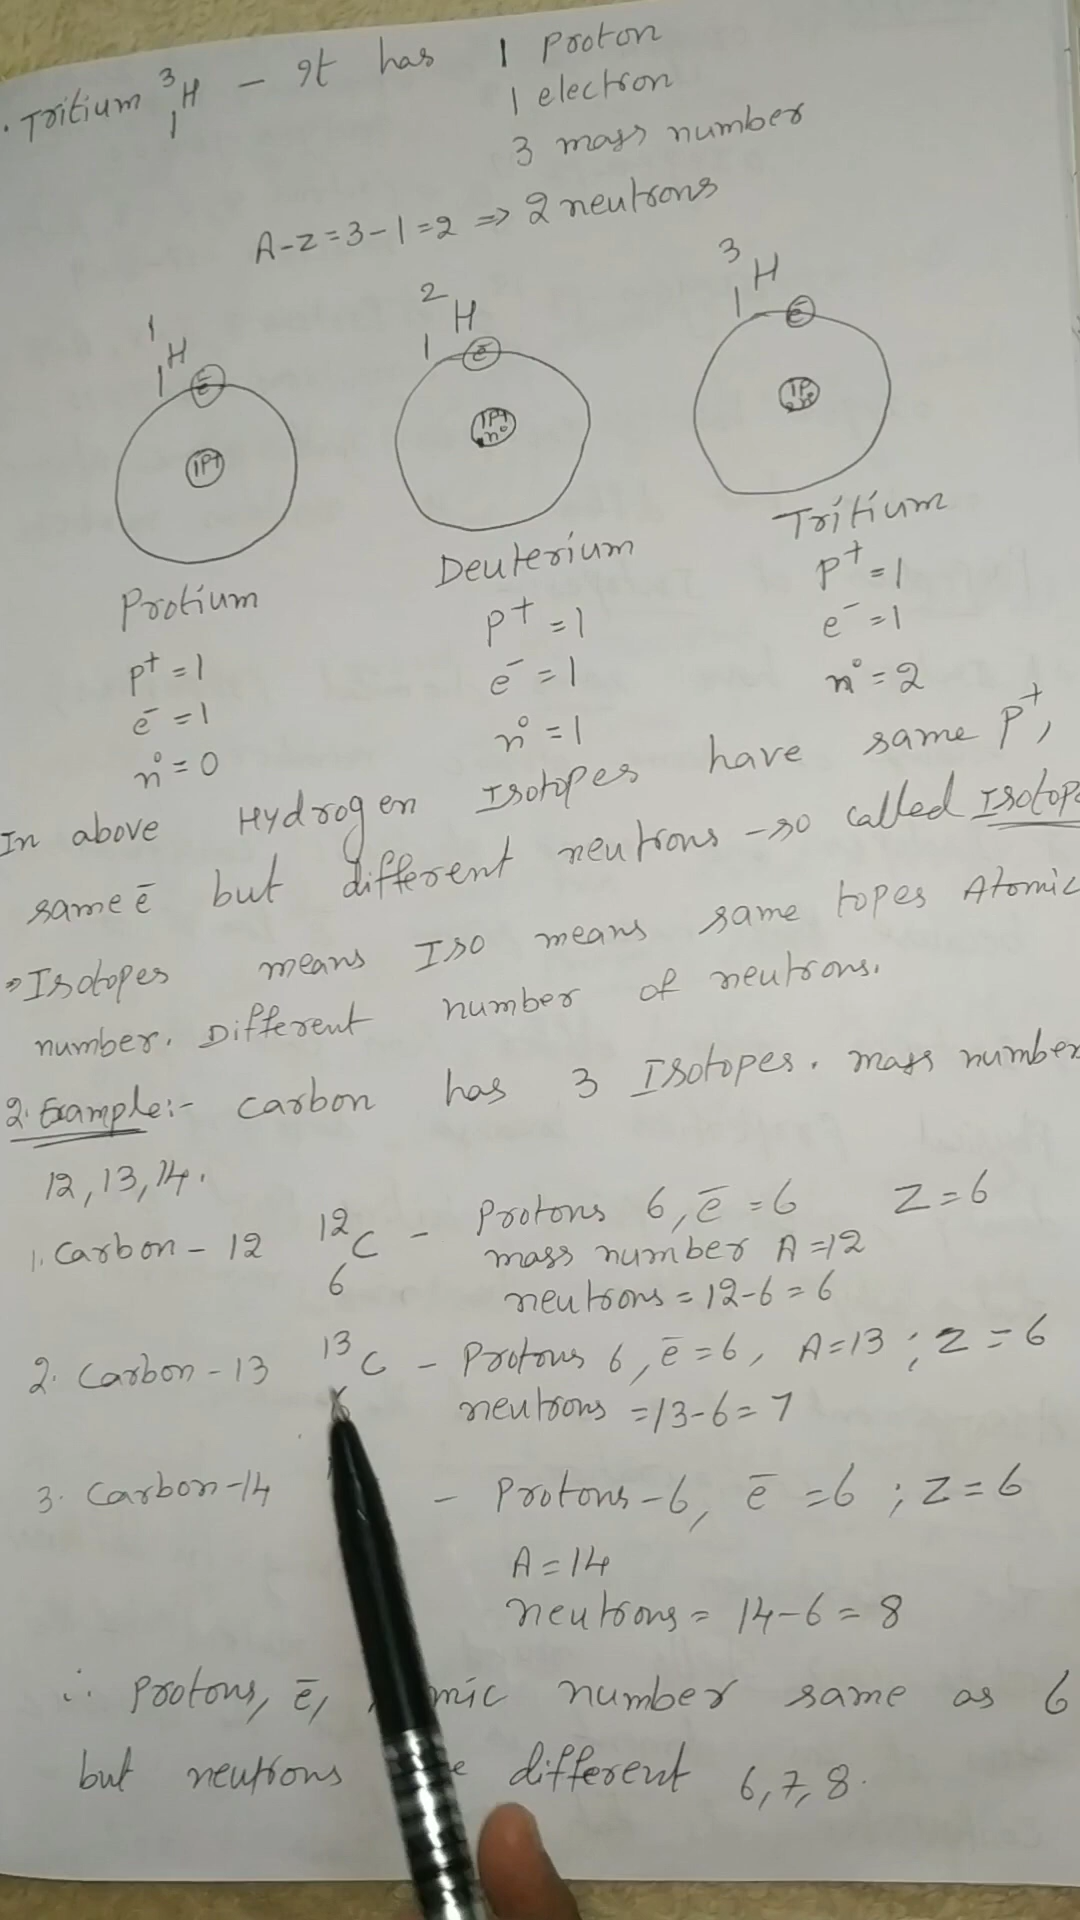 . Tritium ³₁H – It has 1 Proton
1 electron
3 mass number
A-Z=3-1=2 ⇒ 2 neutrons
¹₁H
e⁻
1P+
²₁H
e⁻
1P+
n°
³₁H
e⁻
1P
2n°
Protium
P+ =1
e⁻ =1
n° =0
Deuterium
P+ =1
e⁻ =1
n° =1
Tritium
P+ =1
e⁻ =1
n° =2
In above Hydrogen Isotopes have same P+,
same e⁻ but different neutrons – so called
Isotopes means Iso means same topes Atomic
number. Different number of neutrons.
2. Example:- Carbon has 3 Isotopes. mass number
12, 13, 14.
1. Carbon – 12 ¹²₆C – Protons 6, e⁻ =6 Z=6
mass number A=12
neutrons = 12-6 = 6
2. Carbon – 13 ¹³C – Protons 6, e⁻ =6, A=13 ; Z=6
neutrons =13-6= 7
3. Carbon-14 – Protons-6, e⁻ =6 ; Z=6
A=14
neutrons = 14-6 = 8
∴ Protons, e⁻, number same as 6
but neutrons different 6,7,8.